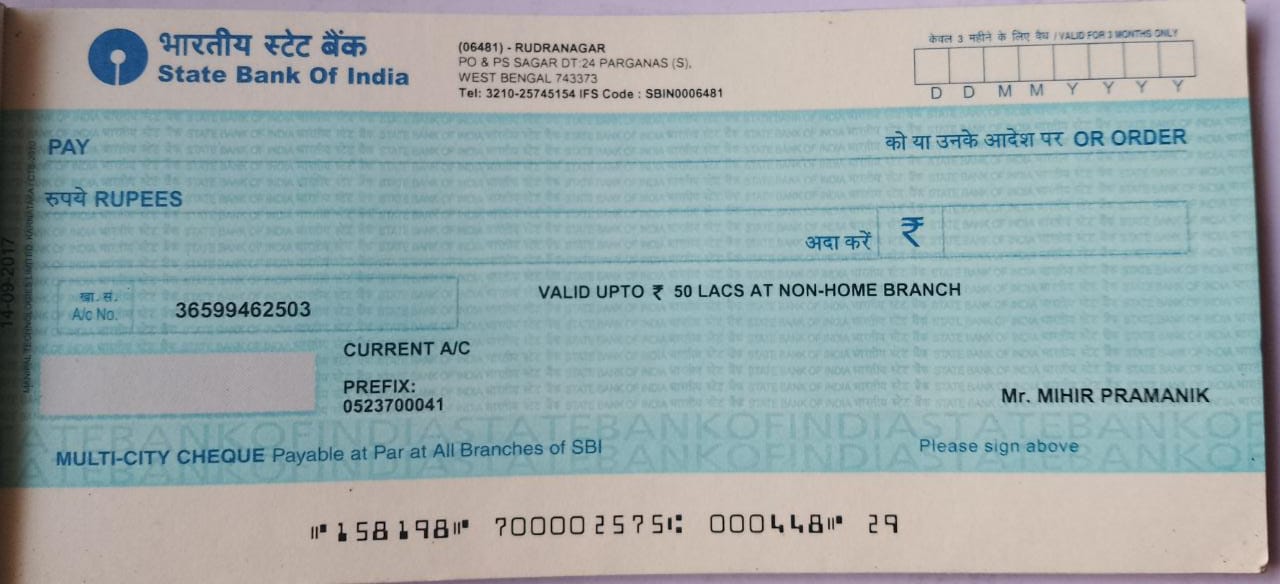 भारतीय स्टेट बैंक
State Bank Of India
(06481) - RUDRANAGAR
PO & PS SAGAR DT:24 PARGANAS (S),
WEST BENGAL 743373
Tel: 3210-25745154 IFS Code : SBIN0006481
केवल 3 महीने के लिए वैध / VALID FOR 3 MONTHS ONLY
D D M M Y Y Y Y
PAY
को या उनके आदेश पर OR ORDER
रुपये RUPEES
अदा करें ₹
खा. सं.
A/c No.
36599462503
VALID UPTO ₹ 50 LACS AT NON-HOME BRANCH
CURRENT A/C
PREFIX:
0523700041
Mr. MIHIR PRAMANIK
MULTI-CITY CHEQUE Payable at Par at All Branches of SBI
Please sign above
⑈158198⑈ 700002575⑆ 000448⑈ 29
14-09-2017